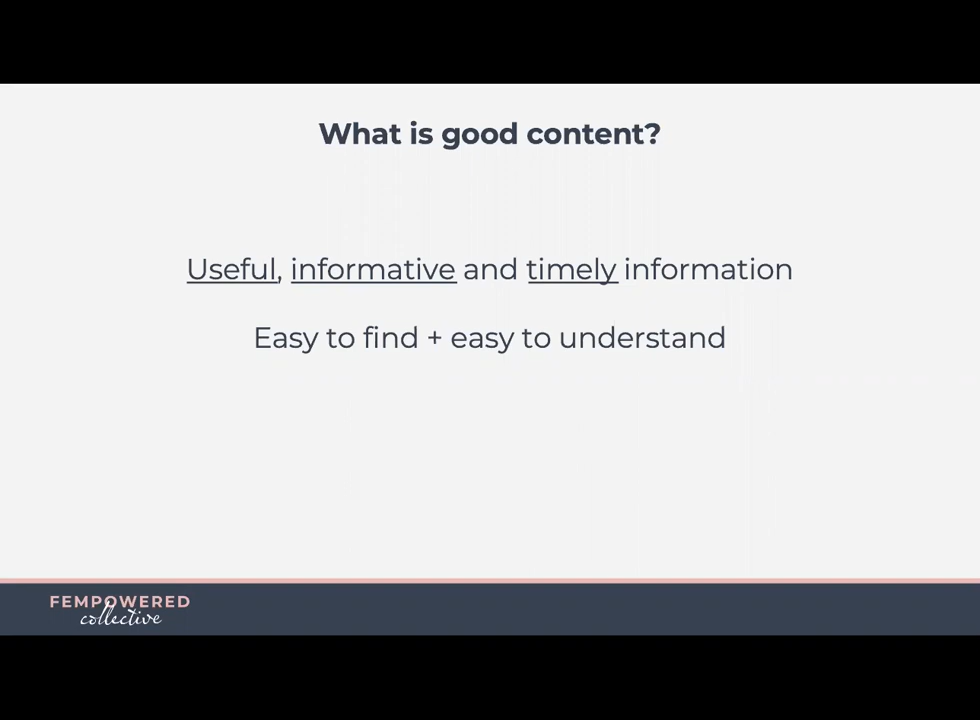 What is good content?
Useful, informative and timely information
Easy to find + easy to understand
FEMPOWERED
collective